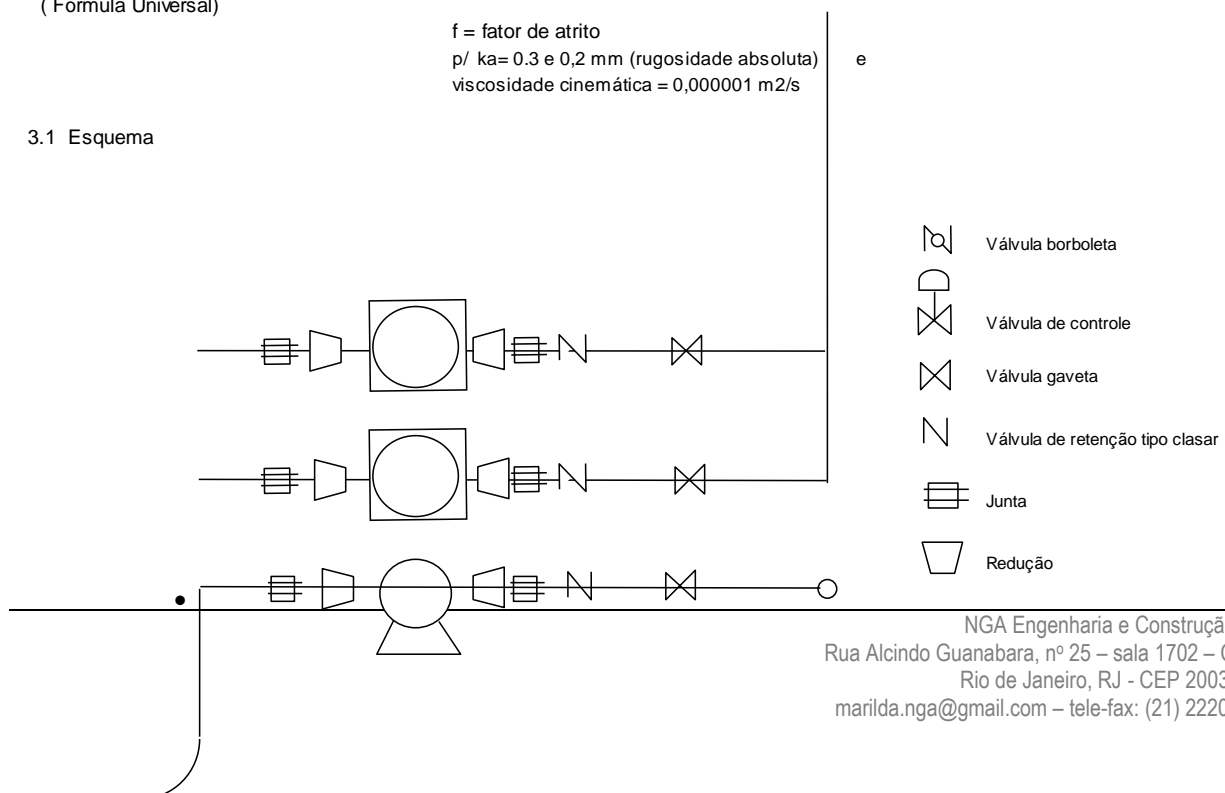 ( Formula Universal)
f = fator de atrito
p/ ka= 0.3 e 0,2 mm (rugosidade absoluta) e
viscosidade cinemática = 0,000001 m2/s
3.1 Esquema
Válvula borboleta
Válvula de controle
Válvula gaveta
Válvula de retenção tipo clasar
Junta
Redução
NGA Engenharia e Construçã
Rua Alcindo Guanabara, nº 25 – sala 1702 –
Rio de Janeiro, RJ - CEP 2003
marilda.nga@gmail.com – tele-fax: (21) 2220